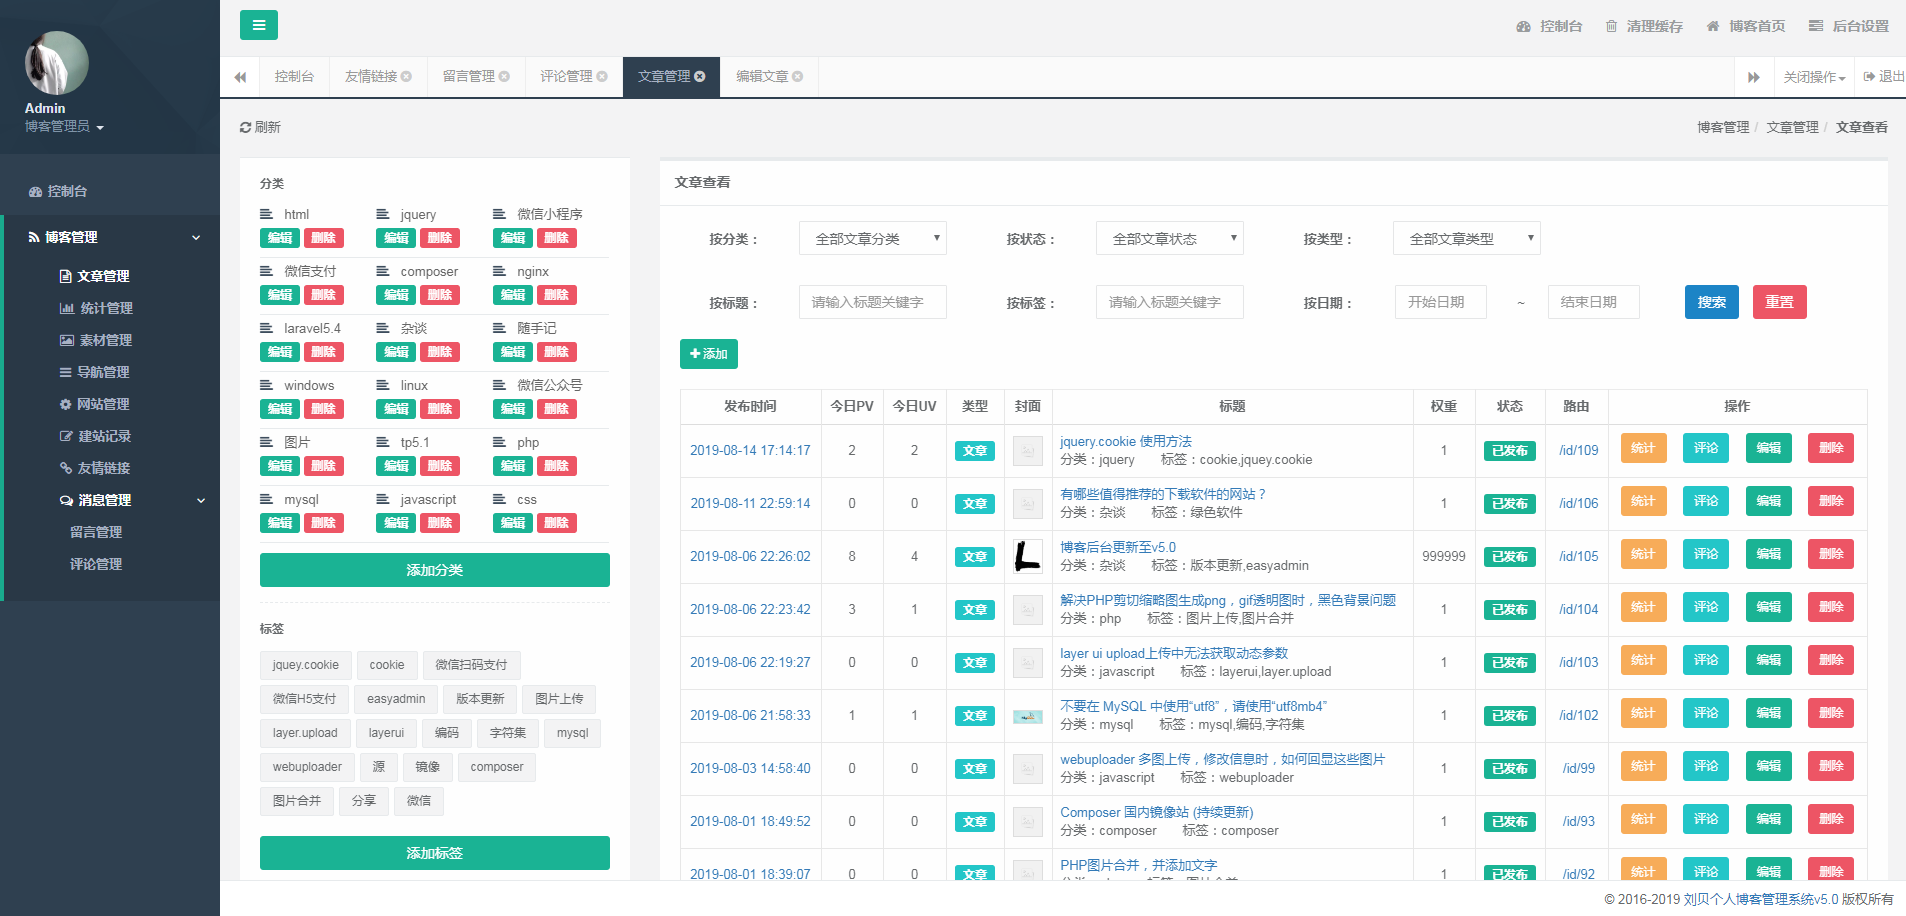 控制台 清理缓存 博客首页 后台设置
Admin
博客管理员
控制台 友情链接 留言管理 评论管理 文章管理 编辑文章 关闭操作 退出
刷新
博客管理 / 文章管理 / 文章查看
控制台
博客管理
文章管理
统计管理
素材管理
导航管理
网站管理
建站记录
友情链接
消息管理
留言管理
评论管理
分类
html jquery 微信小程序
编辑 删除 编辑 删除 编辑 删除
微信支付 composer nginx
编辑 删除 编辑 删除 编辑 删除
laravel5.4 杂谈 随手记
编辑 删除 编辑 删除 编辑 删除
windows linux 微信公众号
编辑 删除 编辑 删除 编辑 删除
图片 tp5.1 php
编辑 删除 编辑 删除 编辑 删除
mysql javascript css
编辑 删除 编辑 删除 编辑 删除
添加分类
标签
jquey.cookie cookie 微信扫码支付
微信H5支付 easyadmin 版本更新 图片上传
layer.upload layerui 编码 字符集 mysql
webuploader 源 镜像 composer
图片合并 分享 微信
添加标签
文章查看
按分类： 全部文章分类 按状态： 全部文章状态 按类型： 全部文章类型
按标题： 请输入标题关键字 按标签： 请输入标题关键字 按日期： 开始日期 ~ 结束日期 搜索 重置
添加
发布时间 今日PV 今日UV 类型 封面 标题 权重 状态 路由 操作
2019-08-14 17:14:17 2 2 文章 jquery.cookie 使用方法 1 已发布 /id/109 统计 评论 编辑 删除
分类：jquery 标签：cookie,jquey.cookie
2019-08-11 22:59:14 0 0 文章 有哪些值得推荐的下载软件的网站？ 1 已发布 /id/106 统计 评论 编辑 删除
分类：杂谈 标签：绿色软件
2019-08-06 22:26:02 8 4 文章 博客后台更新至v5.0 999999 已发布 /id/105 统计 评论 编辑 删除
分类：杂谈 标签：版本更新,easyadmin
2019-08-06 22:23:42 3 1 文章 解决PHP剪切缩略图生成png，gif透明图时，黑色背景问题 1 已发布 /id/104 统计 评论 编辑 删除
分类：php 标签：图片上传,图片合并
2019-08-06 22:19:27 0 0 文章 layer ui upload上传中无法获取动态参数 1 已发布 /id/103 统计 评论 编辑 删除
分类：javascript 标签：layerui,layer.upload
2019-08-06 21:58:33 1 1 文章 不要在 MySQL 中使用“utf8”，请使用“utf8mb4” 1 已发布 /id/102 统计 评论 编辑 删除
分类：mysql 标签：mysql,编码,字符集
2019-08-03 14:58:40 0 0 文章 webuploader 多图上传，修改信息时，如何回显这些图片 1 已发布 /id/99 统计 评论 编辑 删除
分类：javascript 标签：webuploader
2019-08-01 18:49:52 0 0 文章 Composer 国内镜像站 (持续更新) 1 已发布 /id/93 统计 评论 编辑 删除
分类：composer 标签：composer
2019-08-01 18:39:07 0 0 文章 PHP图片合并，并添加文字 1 已发布 /id/92 统计 评论 编辑 删除
© 2016-2019 刘贝个人博客管理系统v5.0 版权所有